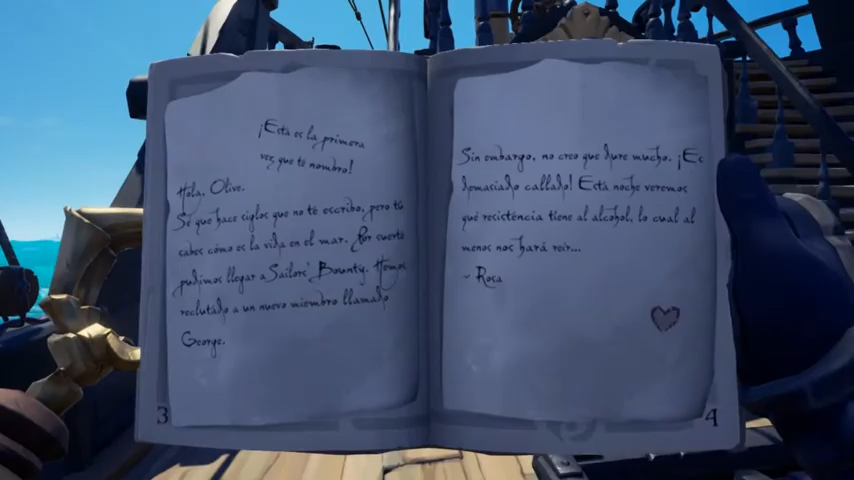 ¡Esta es la primera
vez, que te nombro!
Hola, Olive.
Sé que hace siglos que no te escribo, pero tú
sabes cómo es la vida en el mar. Por suerte
pudimos llegar a Sailors' Bounty. Hemos
reclutado a un nuevo miembro llamado
George.
3
Sin embargo, no creo que dure mucho. ¡Es
demasiado callado! Esta noche veremos
qué resistencia tiene al alcohol, lo cual al
menos nos hará reír...
- Rosa
4